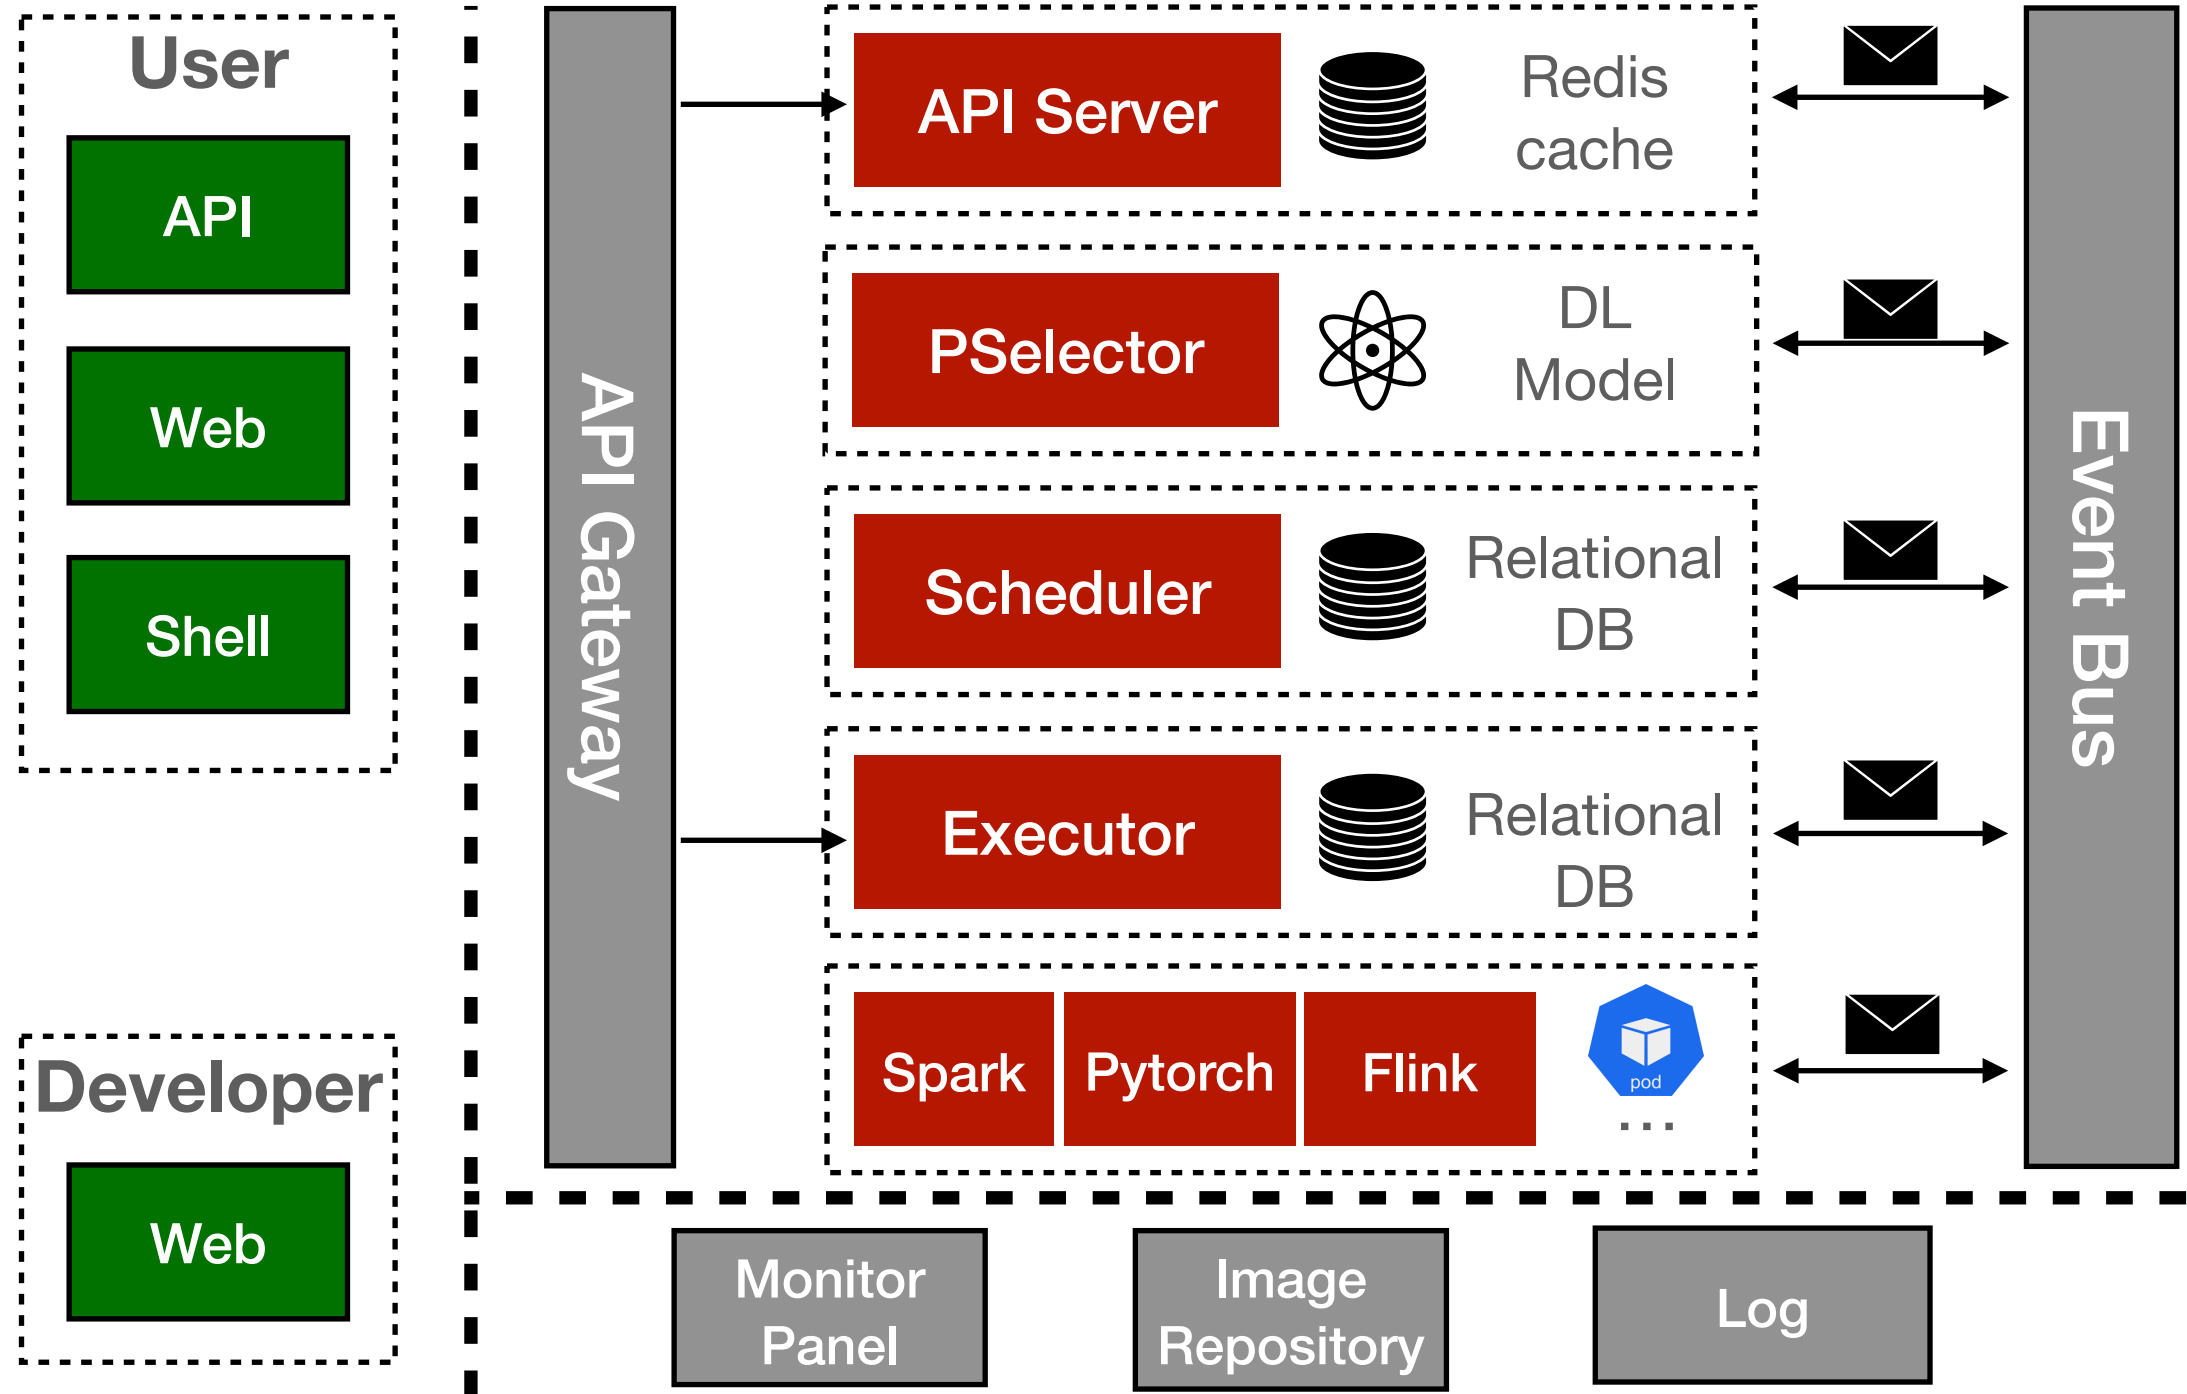 User
API
Web
Shell
Developer
Web
API Gateway
API Server
Redis
cache
PSelector
DL
Model
Scheduler
Relational
DB
Executor
Relational
DB
Spark
Pytorch
Flink
pod
...
Event Bus
Monitor
Panel
Image
Repository
Log